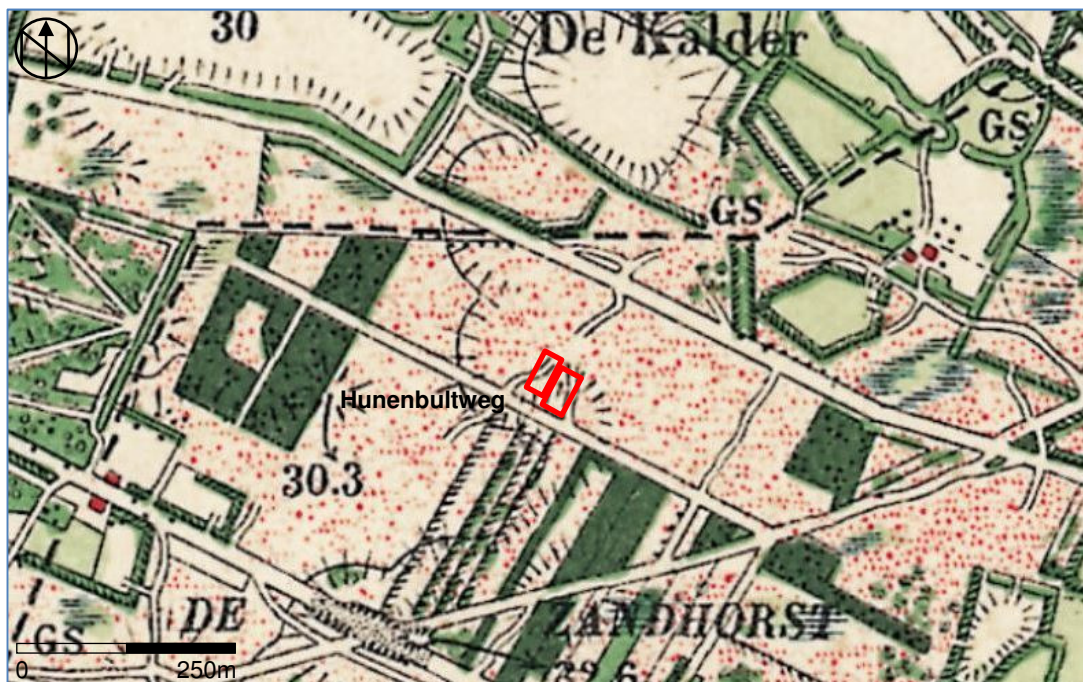 30
De Kalder
GS
GS
Hunenbultweg
30.3
DE ZANDHORST
GS
0 250m